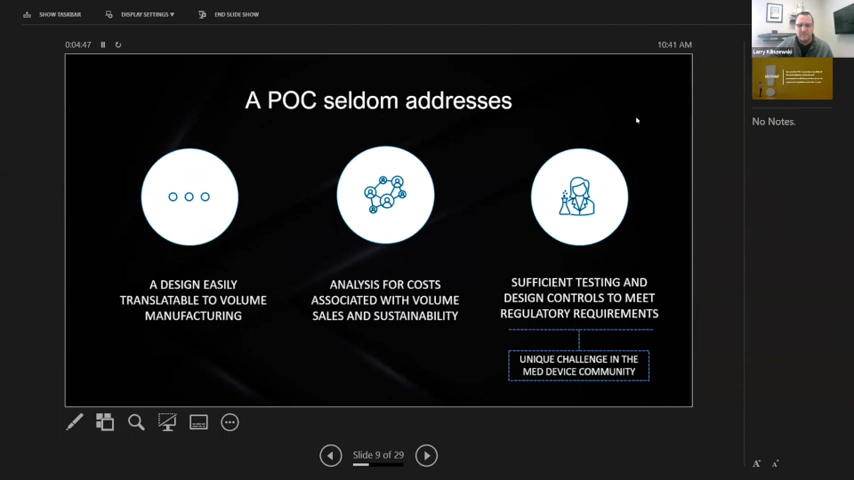 SHOW TASKBAR
DISPLAY SETTINGS ▼
END SLIDE SHOW
0:04:47
10:41 AM
A POC seldom addresses
A DESIGN EASILY
TRANSLATABLE TO VOLUME
MANUFACTURING
ANALYSIS FOR COSTS
ASSOCIATED WITH VOLUME
SALES AND SUSTAINABILITY
SUFFICIENT TESTING AND
DESIGN CONTROLS TO MEET
REGULATORY REQUIREMENTS
UNIQUE CHALLENGE IN THE
MED DEVICE COMMUNITY
Slide 9 of 29
Larry
No Notes.
A A